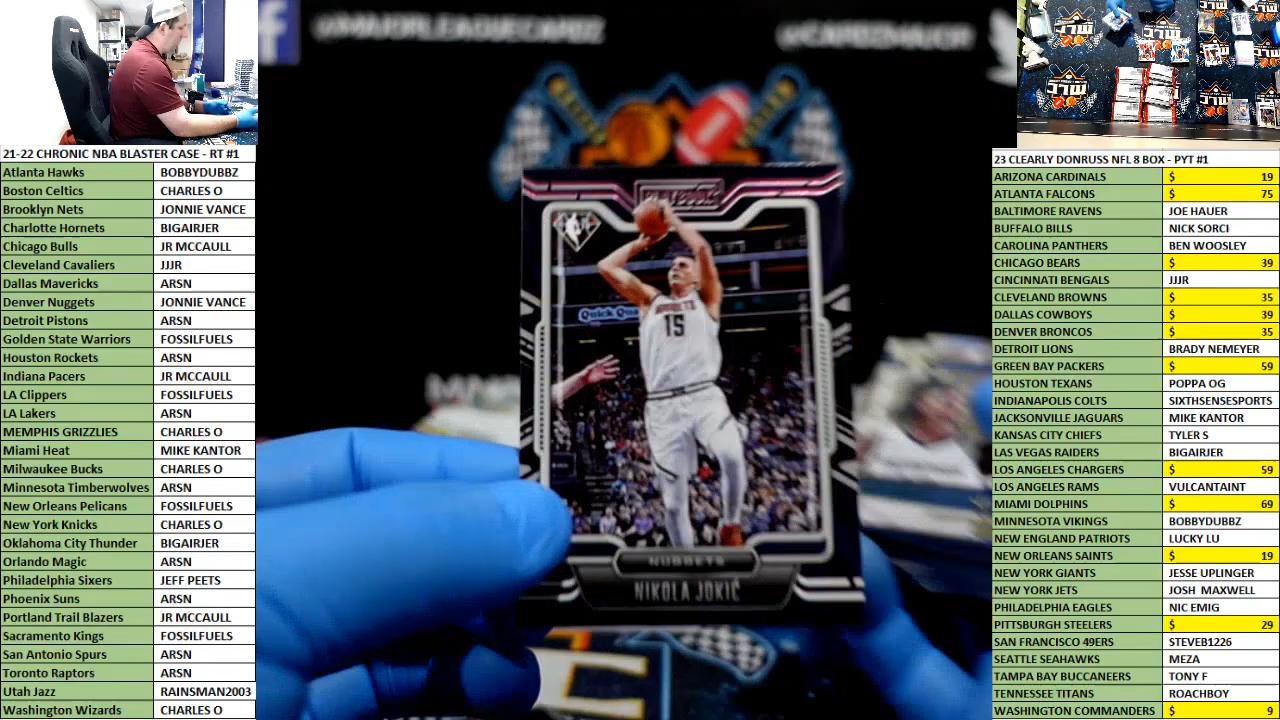 @MAJORLEAGUECARDZ
@CARDZMAJOR
21-22 CHRONIC NBA BLASTER CASE - RT #1
Atlanta Hawks BOBBYDUBBZ
Boston Celtics CHARLES O
Brooklyn Nets JONNIE VANCE
Charlotte Hornets BIGAIRJER
Chicago Bulls JR MCCAULL
Cleveland Cavaliers JJJR
Dallas Mavericks ARSN
Denver Nuggets JONNIE VANCE
Detroit Pistons ARSN
Golden State Warriors FOSSILFUELS
Houston Rockets ARSN
Indiana Pacers JR MCCAULL
LA Clippers FOSSILFUELS
LA Lakers ARSN
MEMPHIS GRIZZLIES CHARLES O
Miami Heat MIKE KANTOR
Milwaukee Bucks CHARLES O
Minnesota Timberwolves ARSN
New Orleans Pelicans FOSSILFUELS
New York Knicks CHARLES O
Oklahoma City Thunder BIGAIRJER
Orlando Magic ARSN
Philadelphia Sixers JEFF PEETS
Phoenix Suns ARSN
Portland Trail Blazers JR MCCAULL
Sacramento Kings FOSSILFUELS
San Antonio Spurs ARSN
Toronto Raptors ARSN
Utah Jazz RAINSMAN2003
Washington Wizards CHARLES O
PLAYBOOK
Quick Qua
NUGGETS
15
NUGGETS
NIKOLA JOKIĆ
23 CLEARLY DONRUSS NFL 8 BOX - PYT #1
ARIZONA CARDINALS $ 19
ATLANTA FALCONS $ 75
BALTIMORE RAVENS JOE HAUER
BUFFALO BILLS NICK SORCI
CAROLINA PANTHERS BEN WOOSLEY
CHICAGO BEARS $ 39
CINCINNATI BENGALS JJJR
CLEVELAND BROWNS $ 35
DALLAS COWBOYS $ 39
DENVER BRONCOS $ 35
DETROIT LIONS BRADY NEMEYER
GREEN BAY PACKERS $ 59
HOUSTON TEXANS POPPA OG
INDIANAPOLIS COLTS SIXTHSENSESPORTS
JACKSONVILLE JAGUARS MIKE KANTOR
KANSAS CITY CHIEFS TYLER S
LAS VEGAS RAIDERS BIGAIRJER
LOS ANGELES CHARGERS $ 59
LOS ANGELES RAMS VULCANTAINT
MIAMI DOLPHINS $ 69
MINNESOTA VIKINGS BOBBYDUBBZ
NEW ENGLAND PATRIOTS LUCKY LU
NEW ORLEANS SAINTS $ 19
NEW YORK GIANTS JESSE UPLINGER
NEW YORK JETS JOSH MAXWELL
PHILADELPHIA EAGLES NIC EMIG
PITTSBURGH STEELERS $ 29
SAN FRANCISCO 49ERS STEVEB1226
SEATTLE SEAHAWKS MEZA
TAMPA BAY BUCCANEERS TONY F
TENNESSEE TITANS ROACHBOY
WASHINGTON COMMANDERS $ 9